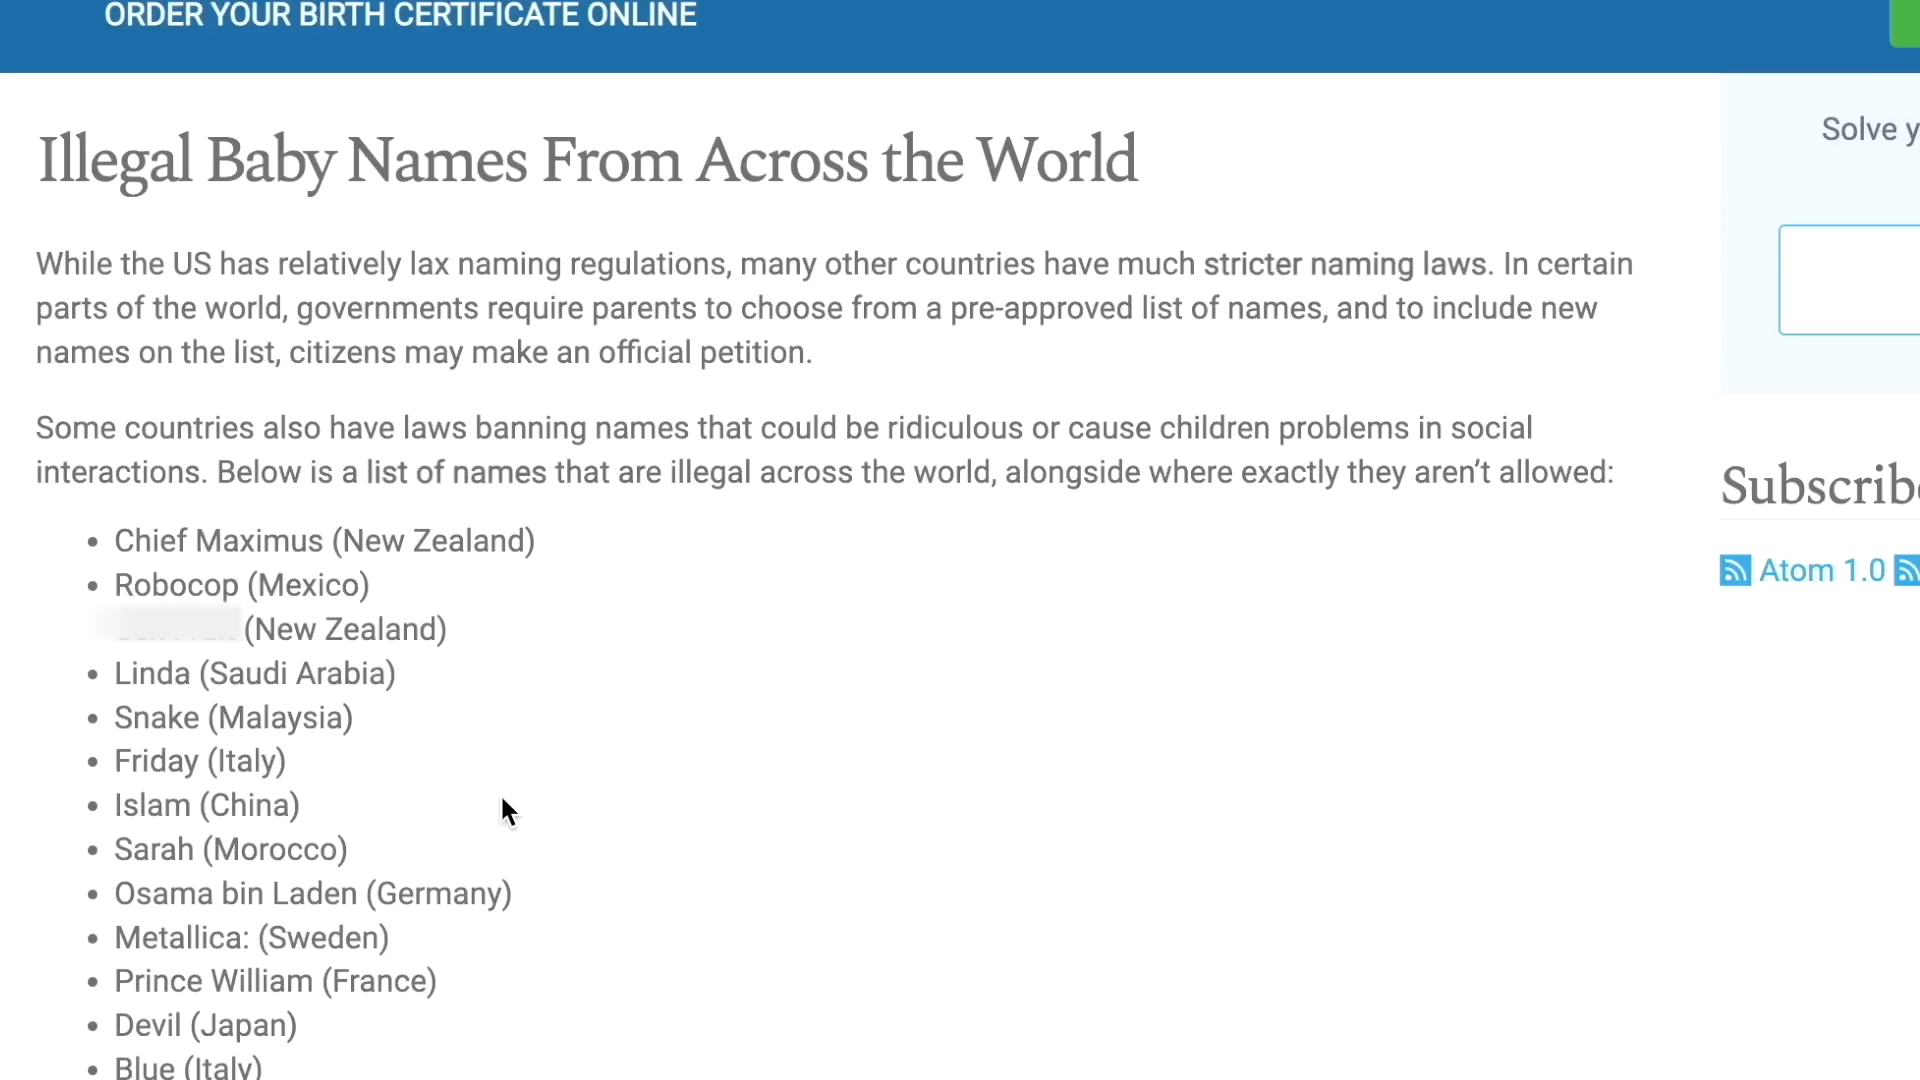 ORDER YOUR BIRTH CERTIFICATE ONLINE
Illegal Baby Names From Across the World
While the US has relatively lax naming regulations, many other countries have much stricter naming laws. In certain
parts of the world, governments require parents to choose from a pre-approved list of names, and to include new
names on the list, citizens may make an official petition.
Some countries also have laws banning names that could be ridiculous or cause children problems in social
interactions. Below is a list of names that are illegal across the world, alongside where exactly they aren’t allowed:
• Chief Maximus (New Zealand)
• Robocop (Mexico)
(New Zealand)
• Linda (Saudi Arabia)
• Snake (Malaysia)
• Friday (Italy)
• Islam (China)
• Sarah (Morocco)
• Osama bin Laden (Germany)
• Metallica: (Sweden)
• Prince William (France)
• Devil (Japan)
• Blue (Italy)
Solve y
Subscrib
Atom 1.0